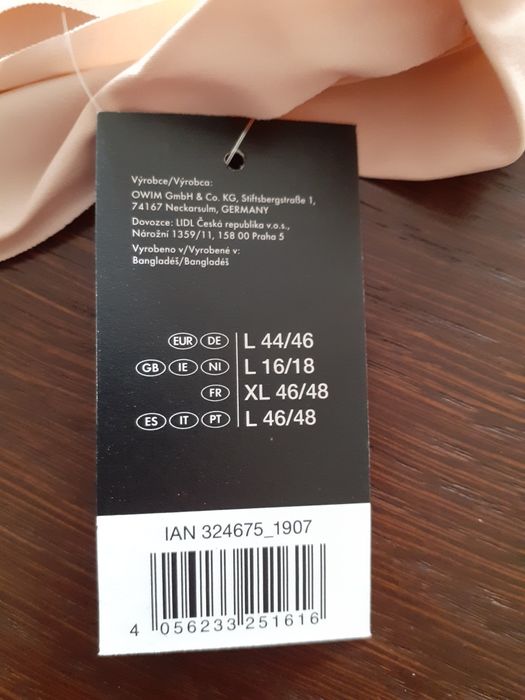 Výrobce/Výrobca:
OWIM GmbH & Co. KG, Stiftsbergstraße 1,
74167 Neckarsulm, GERMANY
Dovozce: LIDL Česká republika v.o.s.,
Nárožní 1359/11, 158 00 Praha 5
Vyrobeno v/Vyrobené v:
Bangladéš/Bangladéš
EUR DE L 44/46
GB IE NI L 16/18
FR XL 46/48
ES IT PT L 46/48
IAN 324675_1907
4 056233 251616